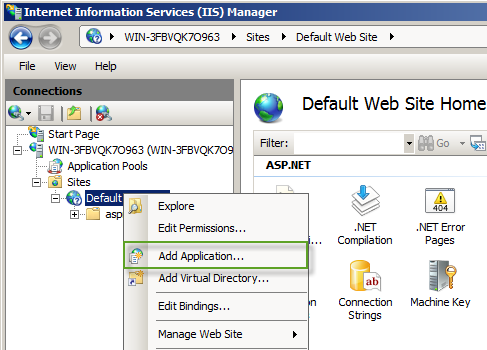 Internet Information Services (IIS) Manager
WIN-3FBVQK7O963 Sites Default Web Site
File View Help
Connections
Default Web Site Home
Filter: Go
ASP.NET
Start Page
WIN-3FBVQK7O963 (WIN-3FBVQK7O963
Application Pools
Sites
Default
asp
Explore
Edit Permissions...
Add Application...
Add Virtual Directory...
Edit Bindings...
Manage Web Site
.NET
Compilation
.NET Error
Pages
404
Connection
Strings
Machine Key